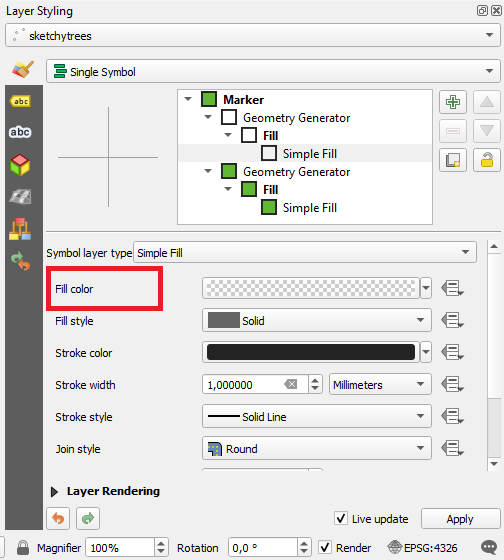 Layer Styling
sketchytrees
Single Symbol
abc
abc
Marker
Geometry Generator
Fill
Simple Fill
Geometry Generator
Fill
Simple Fill
Symbol layer type Simple Fill
Fill color
Fill style Solid
Stroke color
Stroke width 1,000000 Millimeters
Stroke style Solid Line
Join style Round
Layer Rendering
Live update Apply
Magnifier 100% Rotation 0,0 ° Render EPSG:4326